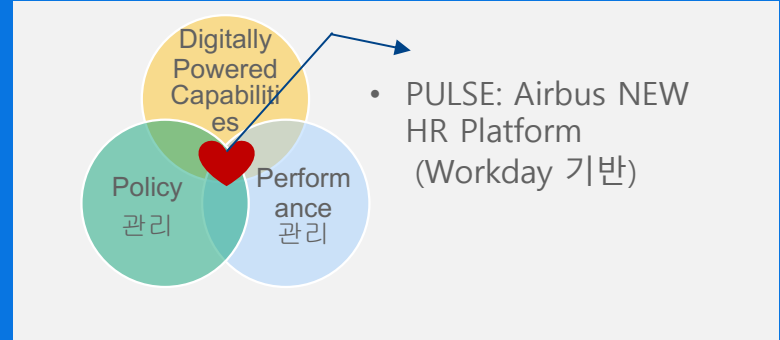 Digitally
Powered
Capabiliti
es
Policy
관리
Perform
ance
관리
• PULSE: Airbus NEW
HR Platform
(Workday 기반)